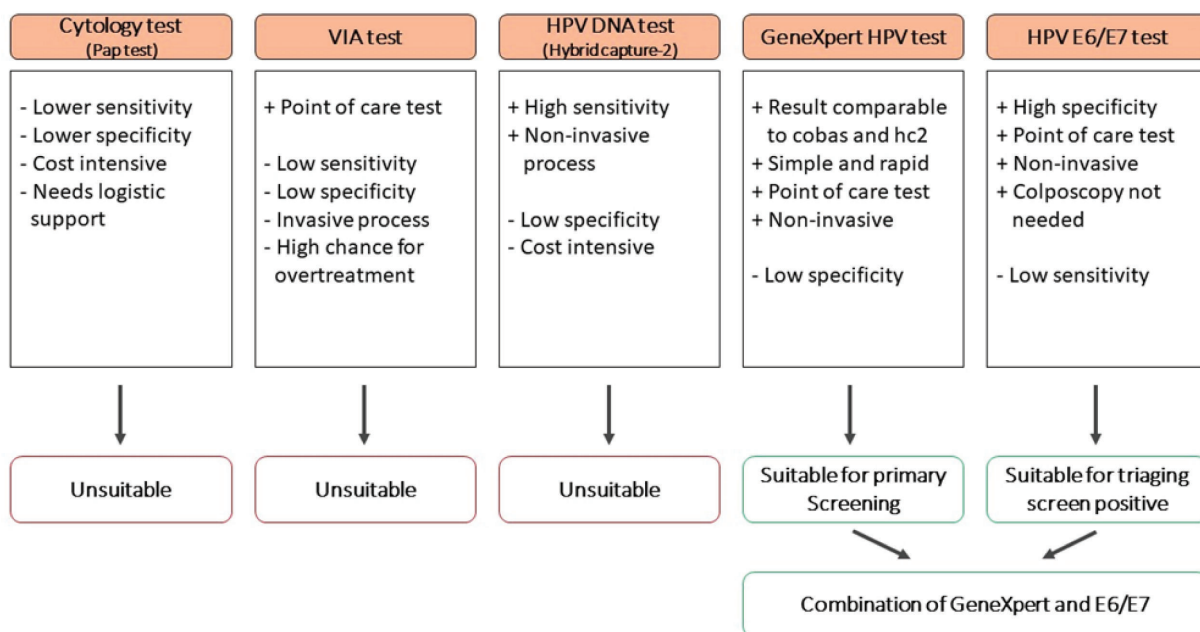 Cytology test
(Pap test)
- Lower sensitivity
- Lower specificity
- Cost intensive
- Needs logistic
support
Unsuitable
VIA test
+ Point of care test
- Low sensitivity
- Low specificity
- Invasive process
- High chance for
overtreatment
Unsuitable
HPV DNA test
(Hybrid capture-2)
+ High sensitivity
+ Non-invasive
process
- Low specificity
- Cost intensive
Unsuitable
GeneXpert HPV test
+ Result comparable
to cobas and hc2
+ Simple and rapid
+ Point of care test
+ Non-invasive
- Low specificity
Suitable for primary
Screening
HPV E6/E7 test
+ High specificity
+ Point of care test
+ Non-invasive
+ Colposcopy not
needed
- Low sensitivity
Suitable for triaging
screen positive
Combination of GeneXpert and E6/E7